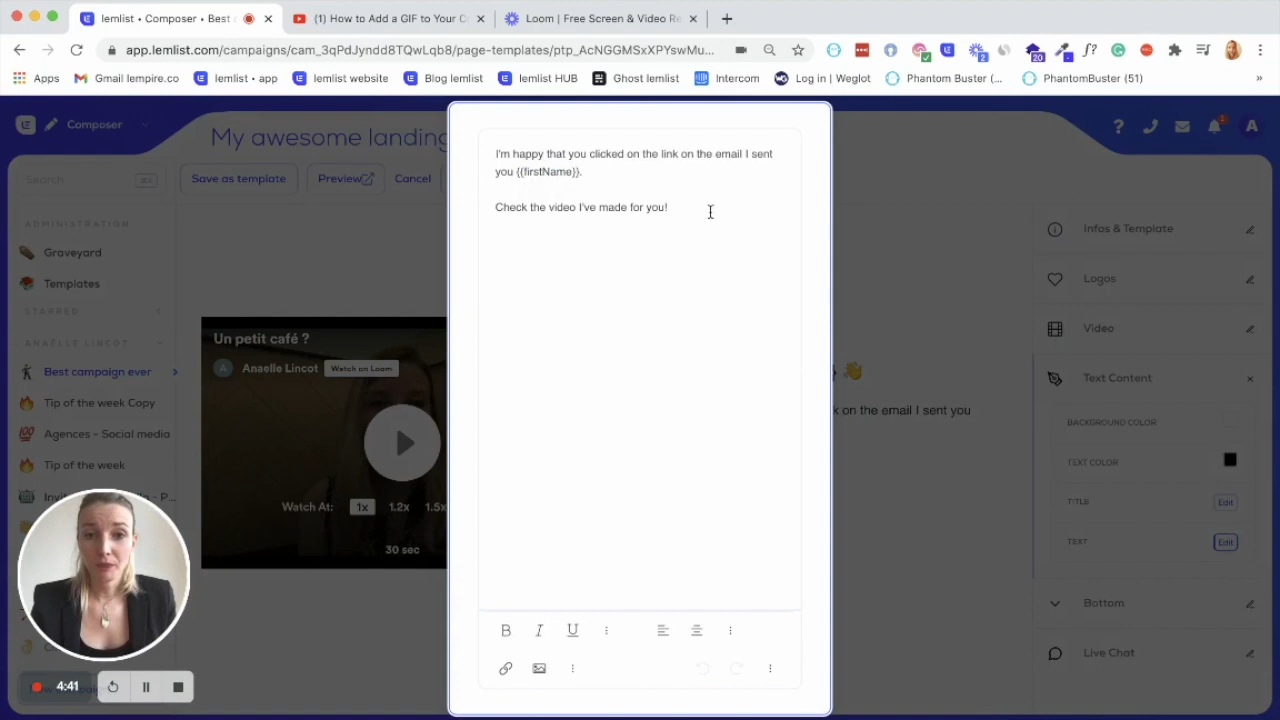 lemlist • Composer - Best c
(1) How to Add a GIF to Your C
Loom | Free Screen & Video Re
app.lemlist.com/campaigns/cam_3qPdJyndd8TQwLqb8/page-templates/ptp_AcNGGMSxXPYswMu...
20
2
f?
Apps
Gmail lempire.co
lemlist • app
lemlist website
Blog lemlist
lemlist HUB
Ghost lemlist
Intercom
Log in | Weglot
Phantom Buster (...
PhantomBuster (51)
»
Composer
My awesome landing
?
1
A
Search
⌘K
Save as template
Preview
Cancel
ADMINISTRATION
Graveyard
Templates
STARRED
ANAËLLE LINCOT
Best campaign ever
Tip of the week Copy
Agences - Social media
Tip of the week
Un petit café ?
A
Anaelle Lincot
Watch on Loom
Watch At:
1x
1.2x
1.5x
30 sec
I'm happy that you clicked on the link on the email I sent
you {{firstName}}.
Check the video I've made for you!
B
I
U
k on the email I sent you
Infos & Template
Logos
Video
Text Content
BACKGROUND COLOR
TEXT COLOR
TITLE
Edit
TEXT
Edit
Bottom
Live Chat
4:41